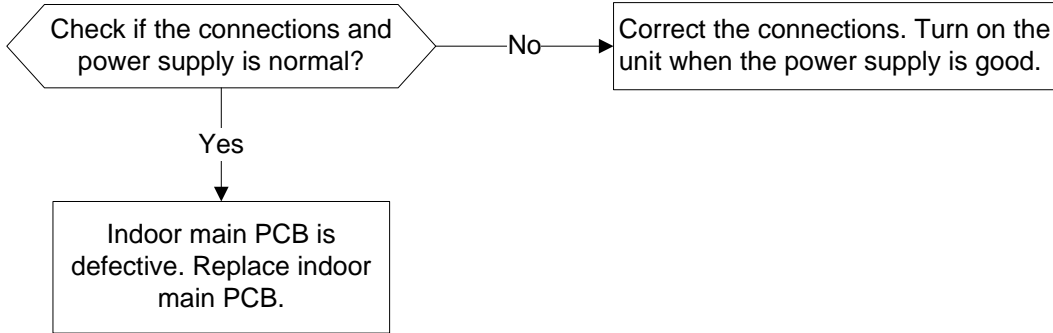 Check if the connections and
power supply is normal?
No
Correct the connections. Turn on the
unit when the power supply is good.
Yes
Indoor main PCB is
defective. Replace indoor
main PCB.